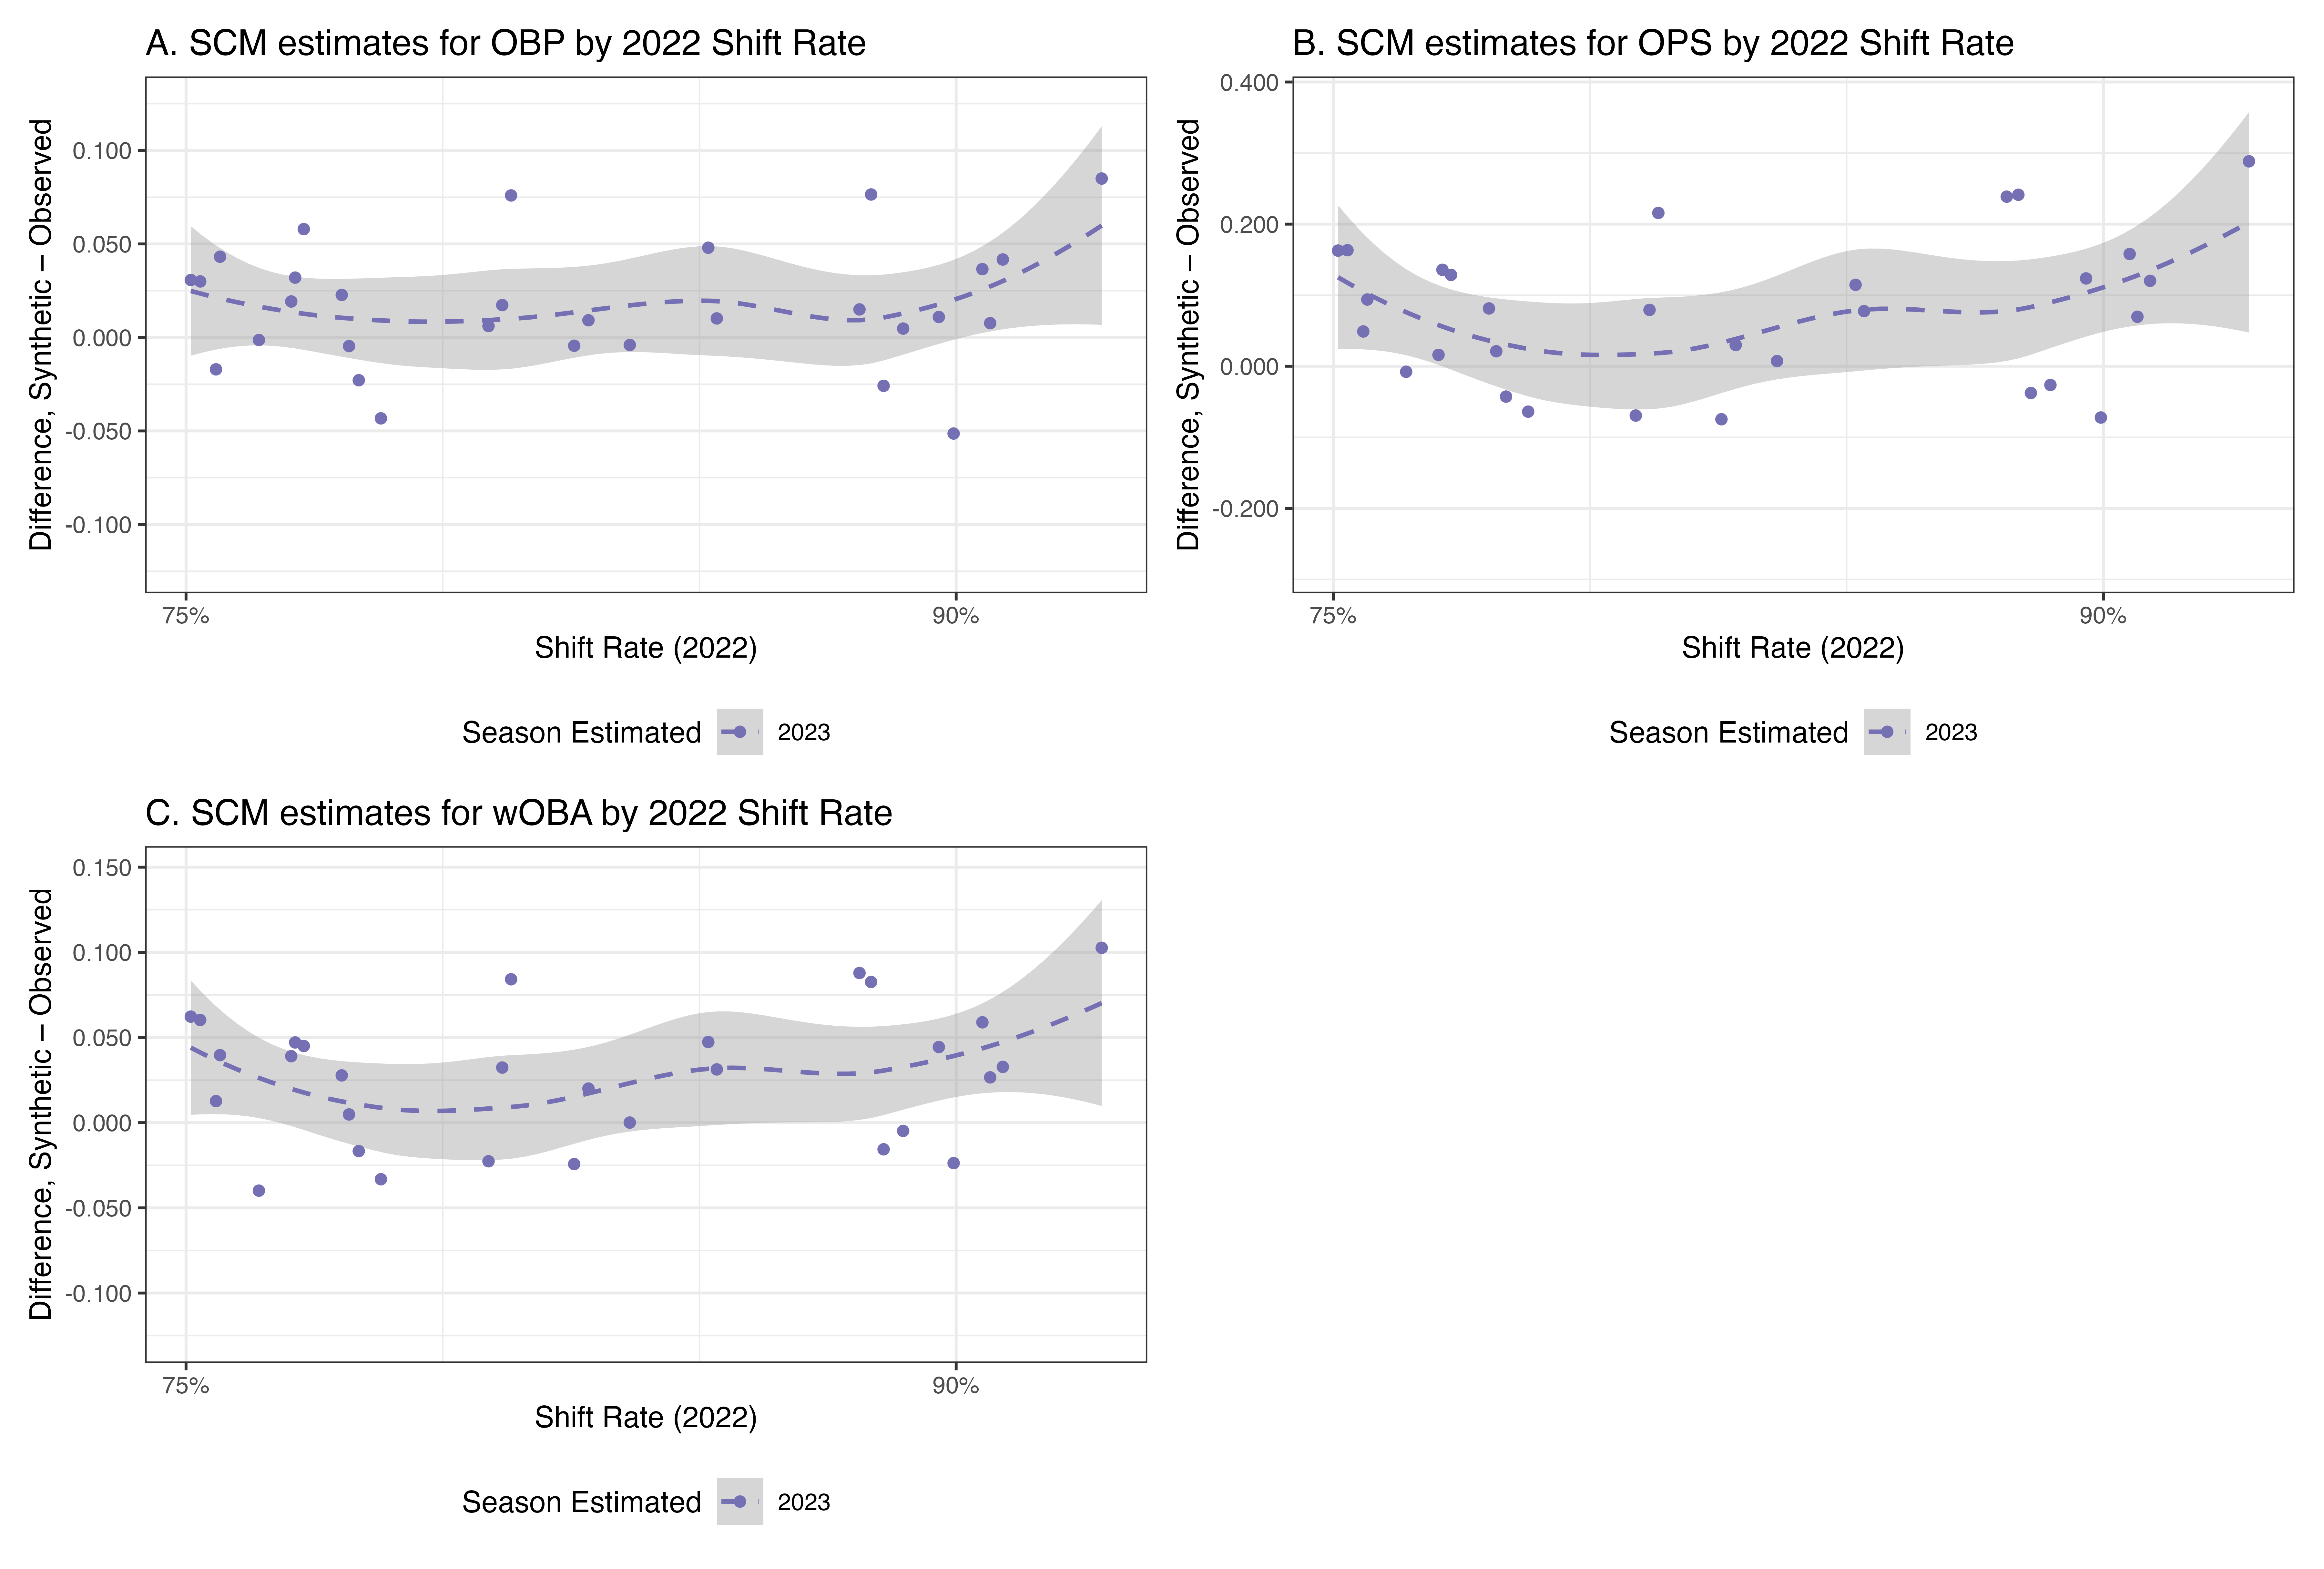 A. SCM estimates for OBP by 2022 Shift Rate
Difference, Synthetic – Observed
0.100
0.050
0.000
-0.050
-0.100
75%
90%
Shift Rate (2022)
Season Estimated
2023
B. SCM estimates for OPS by 2022 Shift Rate
Difference, Synthetic – Observed
0.400
0.200
0.000
-0.200
75%
90%
Shift Rate (2022)
Season Estimated
2023
C. SCM estimates for wOBA by 2022 Shift Rate
Difference, Synthetic – Observed
0.150
0.100
0.050
0.000
-0.050
-0.100
75%
90%
Shift Rate (2022)
Season Estimated
2023